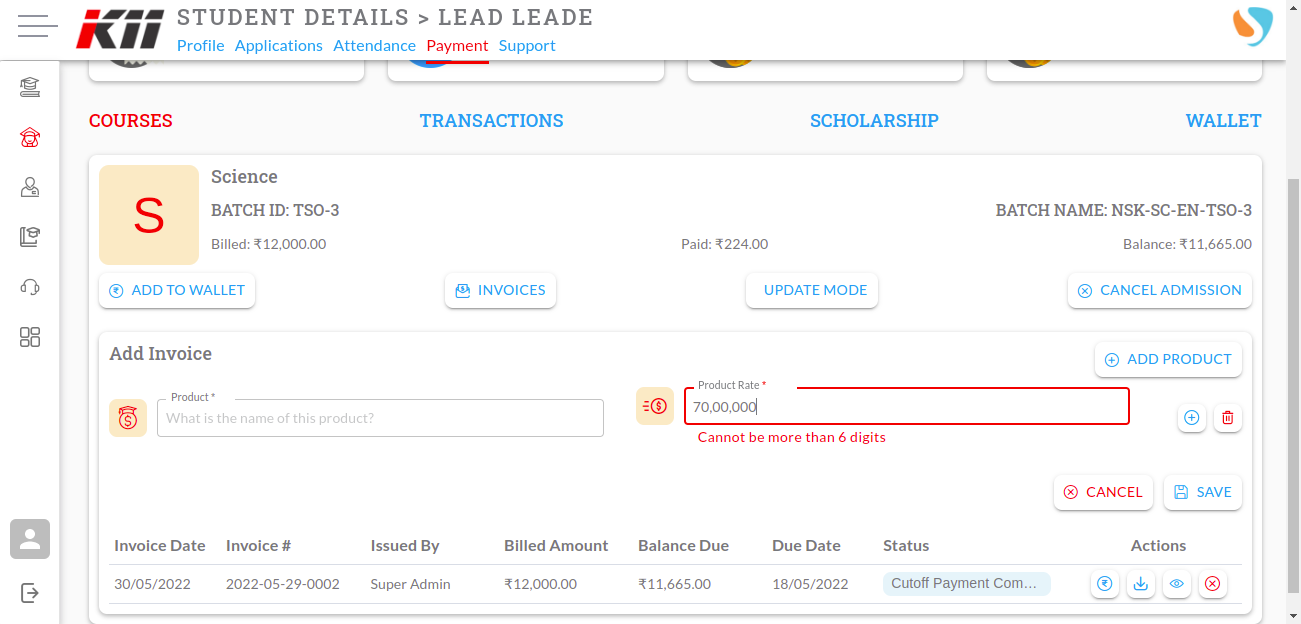 KII
STUDENT DETAILS > LEAD LEADE
Profile Applications Attendance Payment Support
COURSES TRANSACTIONS SCHOLARSHIP WALLET
S
Science
BATCH ID: TSO-3 BATCH NAME: NSK-SC-EN-TSO-3
Billed: ₹12,000.00 Paid: ₹224.00 Balance: ₹11,665.00
ADD TO WALLET INVOICES UPDATE MODE CANCEL ADMISSION
Add Invoice ADD PRODUCT
Product * Product Rate *
What is the name of this product? 70,00,000
Cannot be more than 6 digits
CANCEL SAVE
Invoice Date Invoice # Issued By Billed Amount Balance Due Due Date Status Actions
30/05/2022 2022-05-29-0002 Super Admin ₹12,000.00 ₹11,665.00 18/05/2022 Cutoff Payment Com...